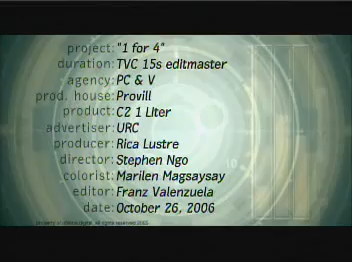 project: "1 for 4"
duration: TVC 15s editmaster
agency: PC & V
prod. house: Provill
product: C2 1 Liter
advertiser: URC
producer: Rica Lustre
director: Stephen Ngo
colorist: Marilen Magsaysay
editor: Franz Valenzuela
date: October 26, 2006
10